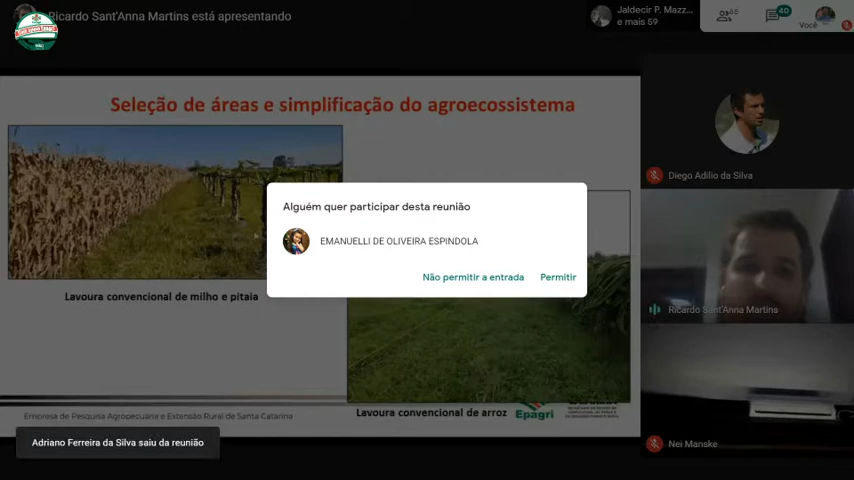 Ricardo Sant'Anna Martins está apresentando
Jaldecir P. Mazz...
e mais 59
40
Você
Seleção de áreas e simplificação do agroecossistema
Diego Adilio da Silva
Alguém quer participar desta reunião
EMANUELLI DE OLIVEIRA ESPINDOLA
Não permitir a entrada
Permitir
Lavoura convencional de milho e pitaia
Ricardo Sant'Anna Martins
Lavoura convencional de arroz
Empresa de Pesquisa Agropecuária e Extensão Rural de Santa Catarina
Epagri
Adriano Ferreira da Silva saiu da reunião
Nei Manske